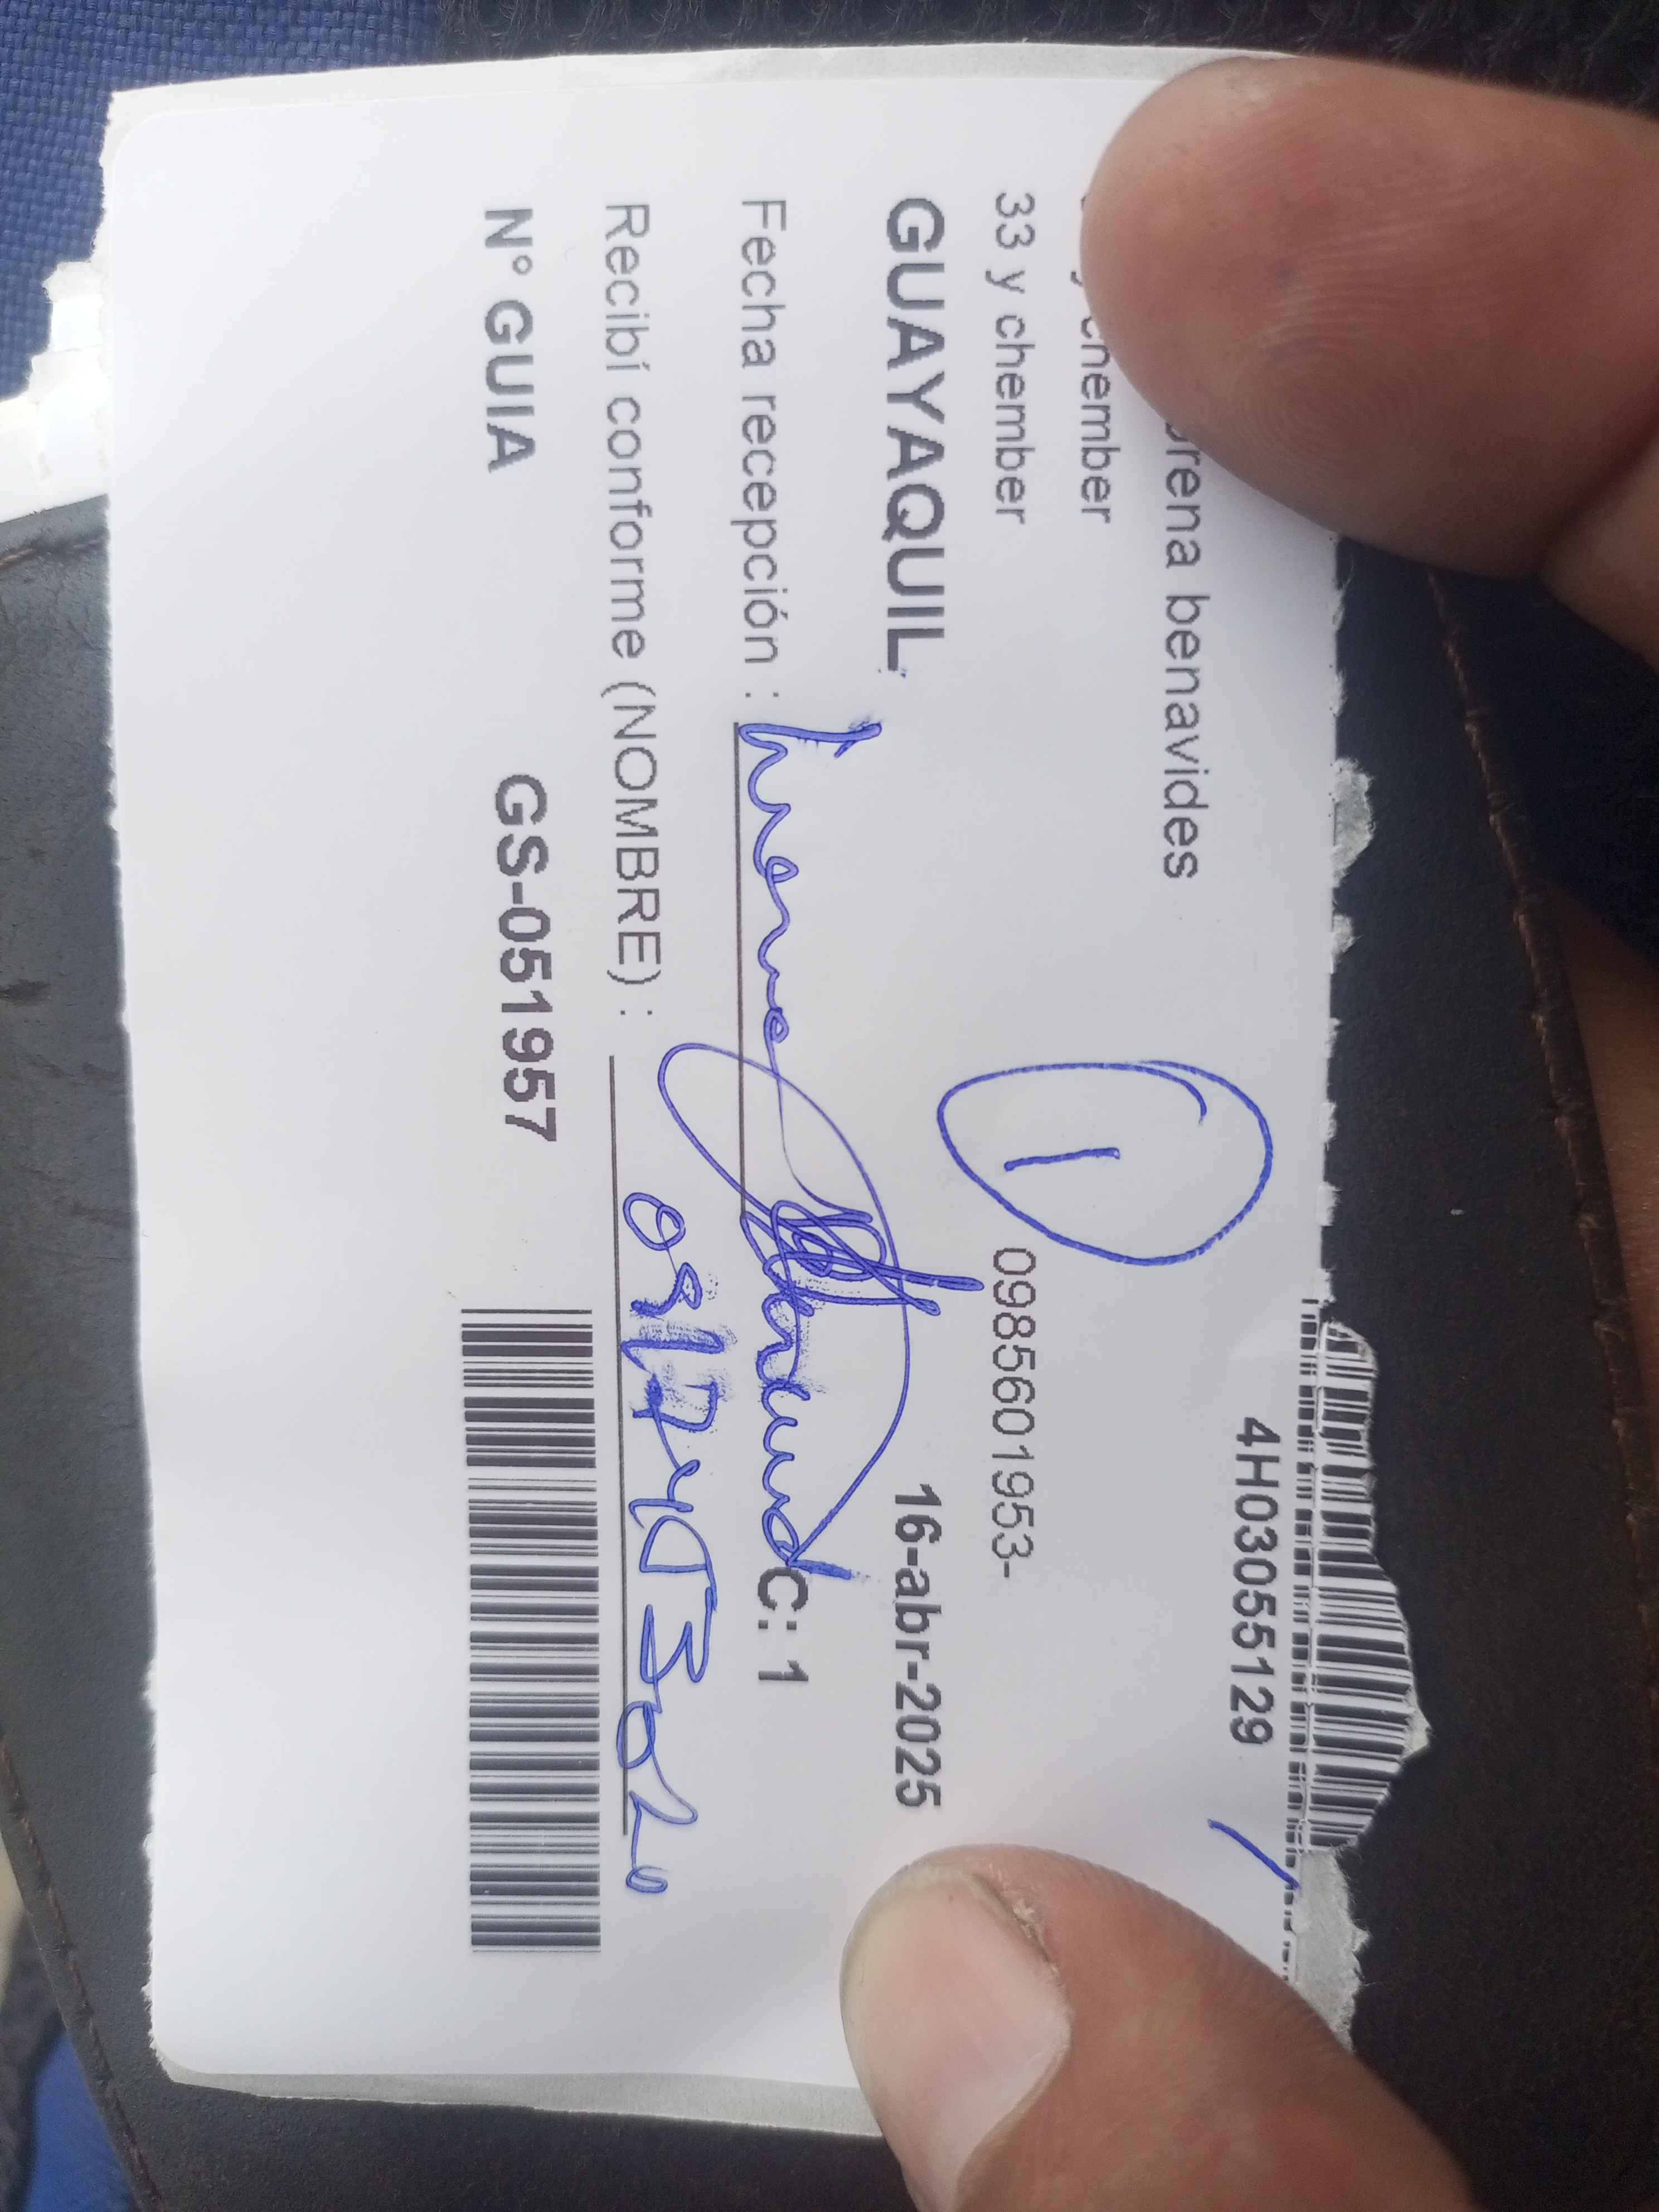 4H03055129
benavides
chember
33 y chember 0985601953-
GUAYAQUIL 16-abr-2025
1
Fecha recepción : C: 1
Recibí conforme (NOMBRE) :
N° GUIA GS-051957